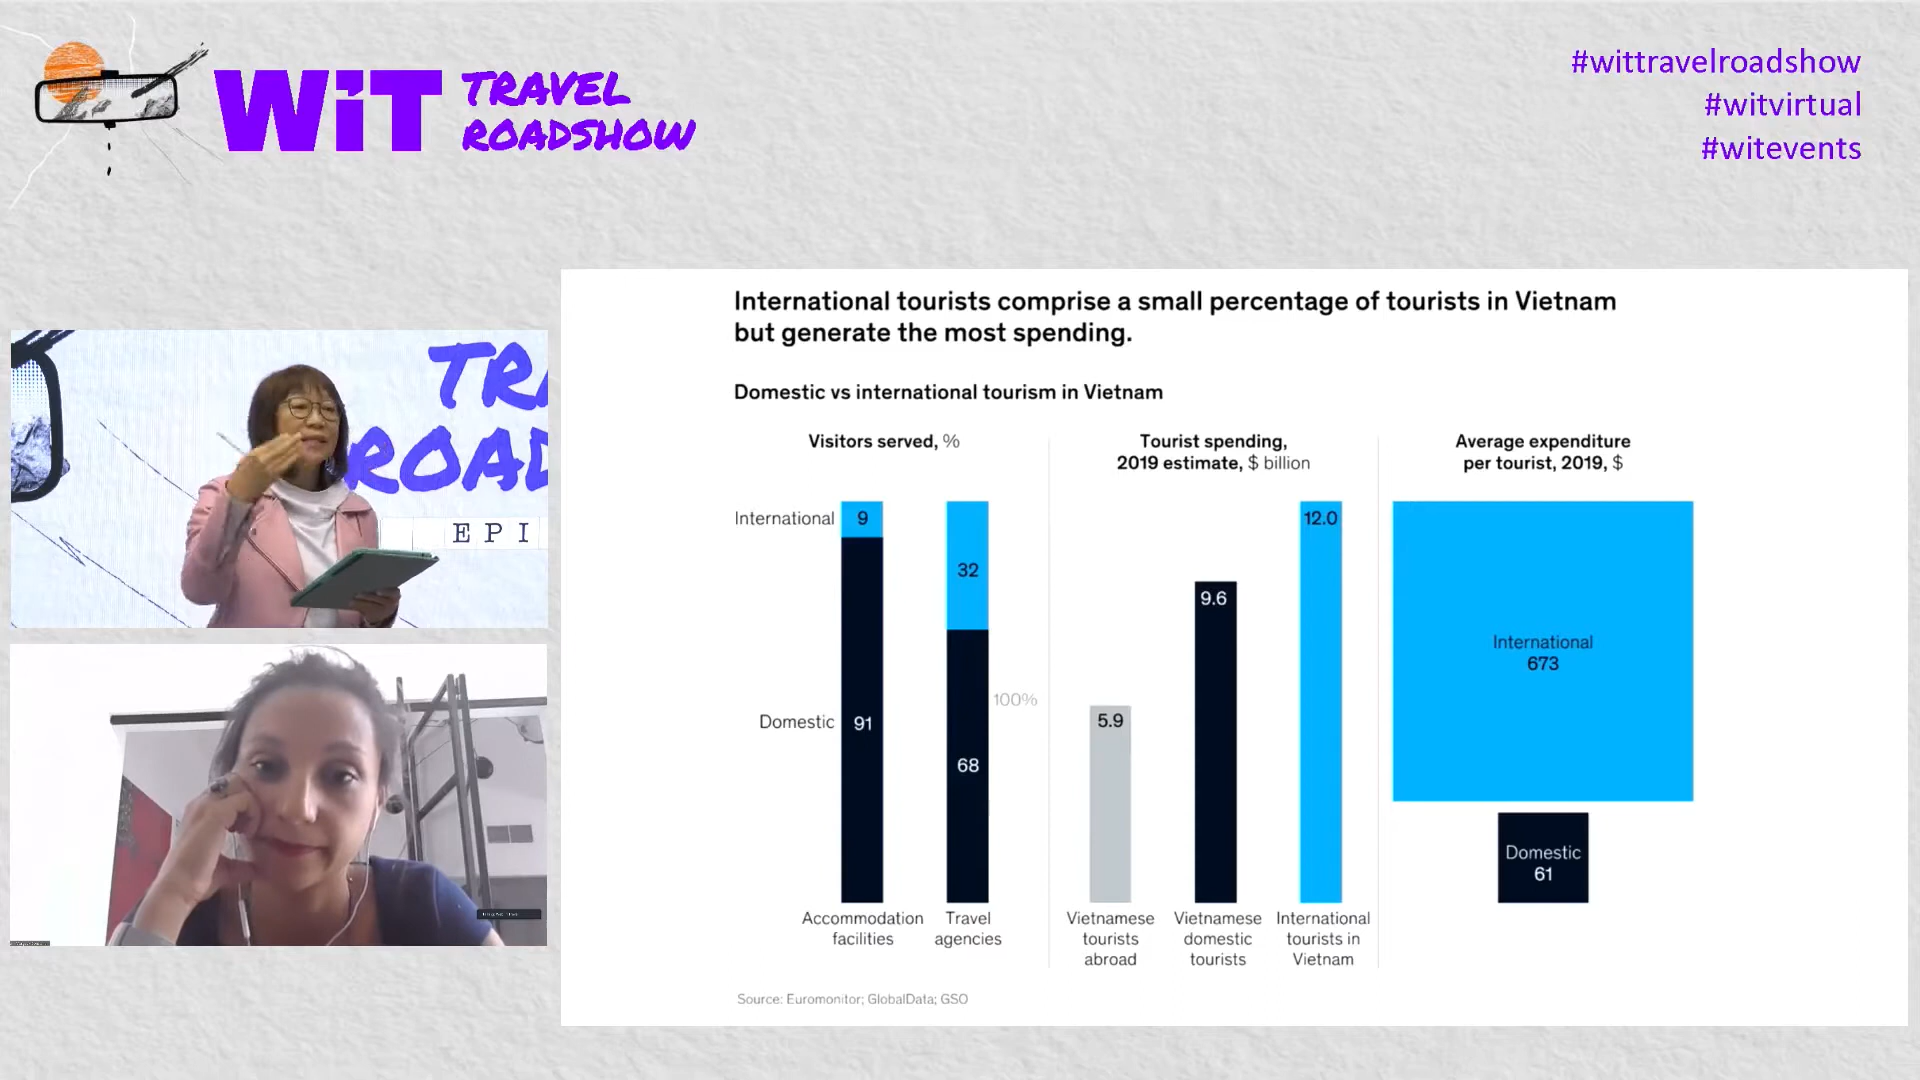 WiT TRAVEL
ROADSHOW
#wittravelroadshow
#witvirtual
#witevents
TRA
ROAD
EPI
International tourists comprise a small percentage of tourists in Vietnam
but generate the most spending.
Domestic vs international tourism in Vietnam
Visitors served, %
International
9
32
Domestic
91
68
100%
Accommodation
facilities
Travel
agencies
Tourist spending,
2019 estimate, $ billion
5.9
9.6
12.0
Vietnamese
tourists
abroad
Vietnamese
domestic
tourists
International
tourists in
Vietnam
Average expenditure
per tourist, 2019, $
International
673
Domestic
61
Source: Euromonitor; GlobalData; GSO